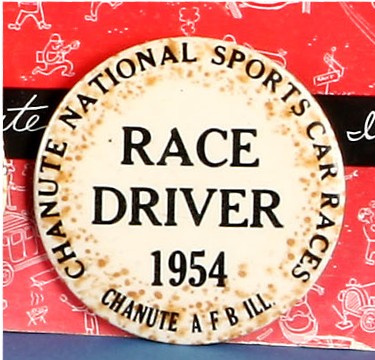 CHANUTE NATIONAL SPORTS CAR RACES
RACE
DRIVER
1954
CHANUTE A F B ILL.